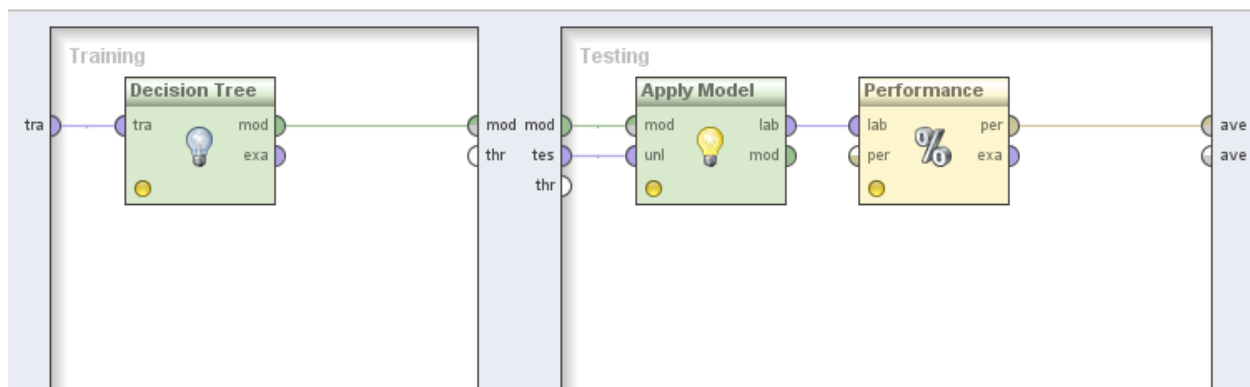 Training
Testing
Decision Tree
Apply Model
Performance
tra tra mod mod mod mod lab lab per ave
exa thr tes unl mod per % exa ave
thr